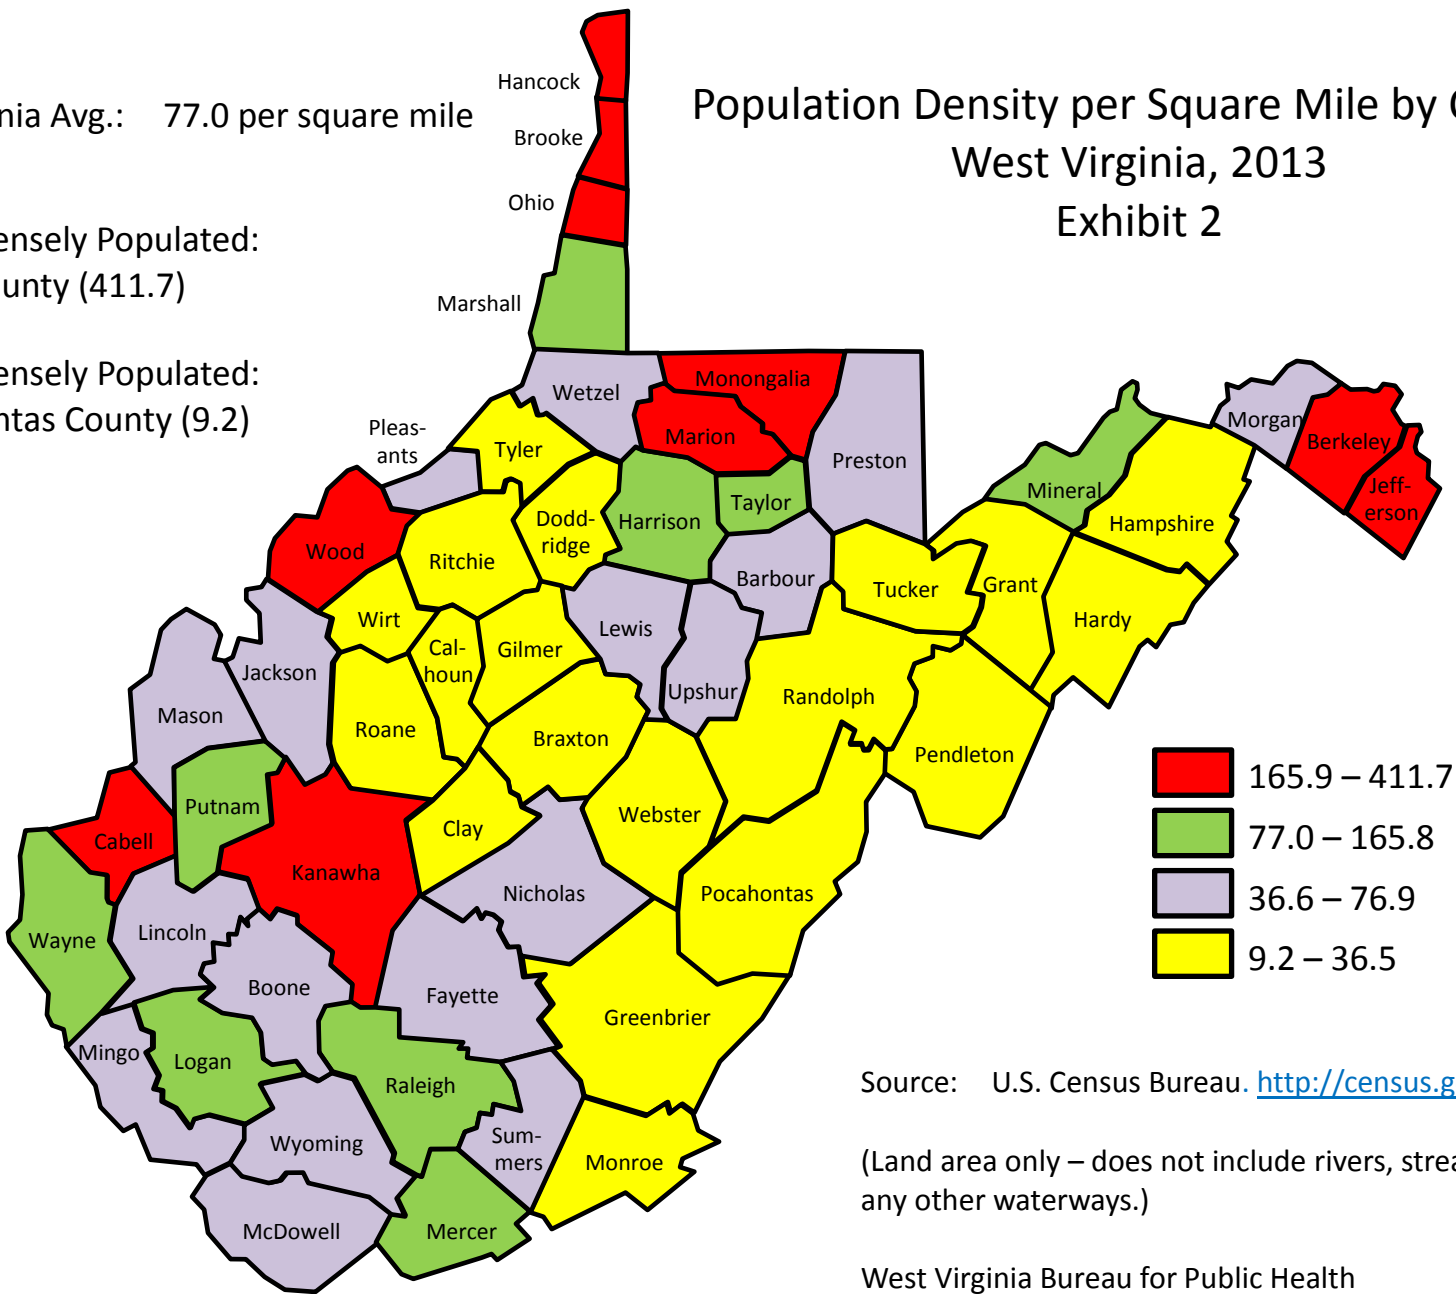 nia Avg.: 77.0 per square mile
Population Density per Square Mile by C
West Virginia, 2013
Exhibit 2
ensely Populated:
unty (411.7)
ensely Populated:
ntas County (9.2)
Hancock
Brooke
Ohio
Marshall
Wetzel
Monongalia
Marion
Preston
Pleas-
ants
Tyler
Morgan
Berkeley
Jeff-
erson
Mineral
Hampshire
Taylor
Harrison
Dodd-
ridge
Wood
Ritchie
Barbour
Tucker
Grant
Hardy
Wirt
Cal-
houn
Gilmer
Lewis
Upshur
Randolph
Jackson
Mason
Roane
Braxton
Pendleton
Putnam
Clay
Webster
Cabell
Kanawha
Nicholas
Pocahontas
Wayne
Lincoln
Boone
Fayette
Greenbrier
Mingo
Logan
Raleigh
Wyoming
Sum-
mers
Monroe
McDowell
Mercer
165.9 – 411.7
77.0 – 165.8
36.6 – 76.9
9.2 – 36.5
Source: U.S. Census Bureau. http://census.g
(Land area only – does not include rivers, strea
any other waterways.)
West Virginia Bureau for Public Health